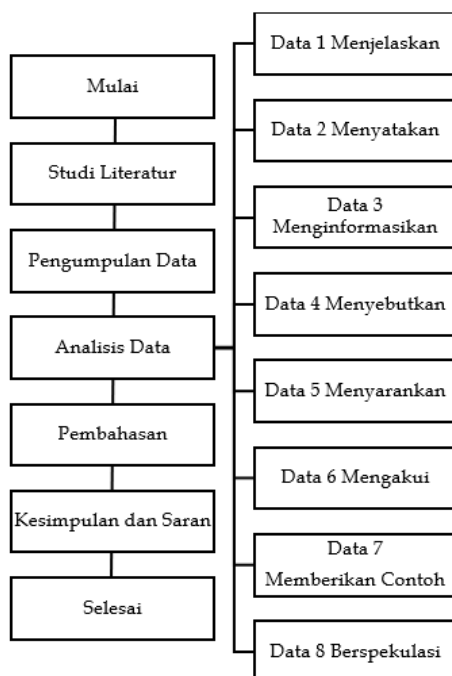 Mulai
Studi Literatur
Pengumpulan Data
Analisis Data
Pembahasan
Kesimpulan dan Saran
Selesai
Data 1 Menjelaskan
Data 2 Menyatakan
Data 3
Menginformasikan
Data 4 Menyebutkan
Data 5 Menyarankan
Data 6 Mengakui
Data 7
Memberikan Contoh
Data 8 Berspekulasi